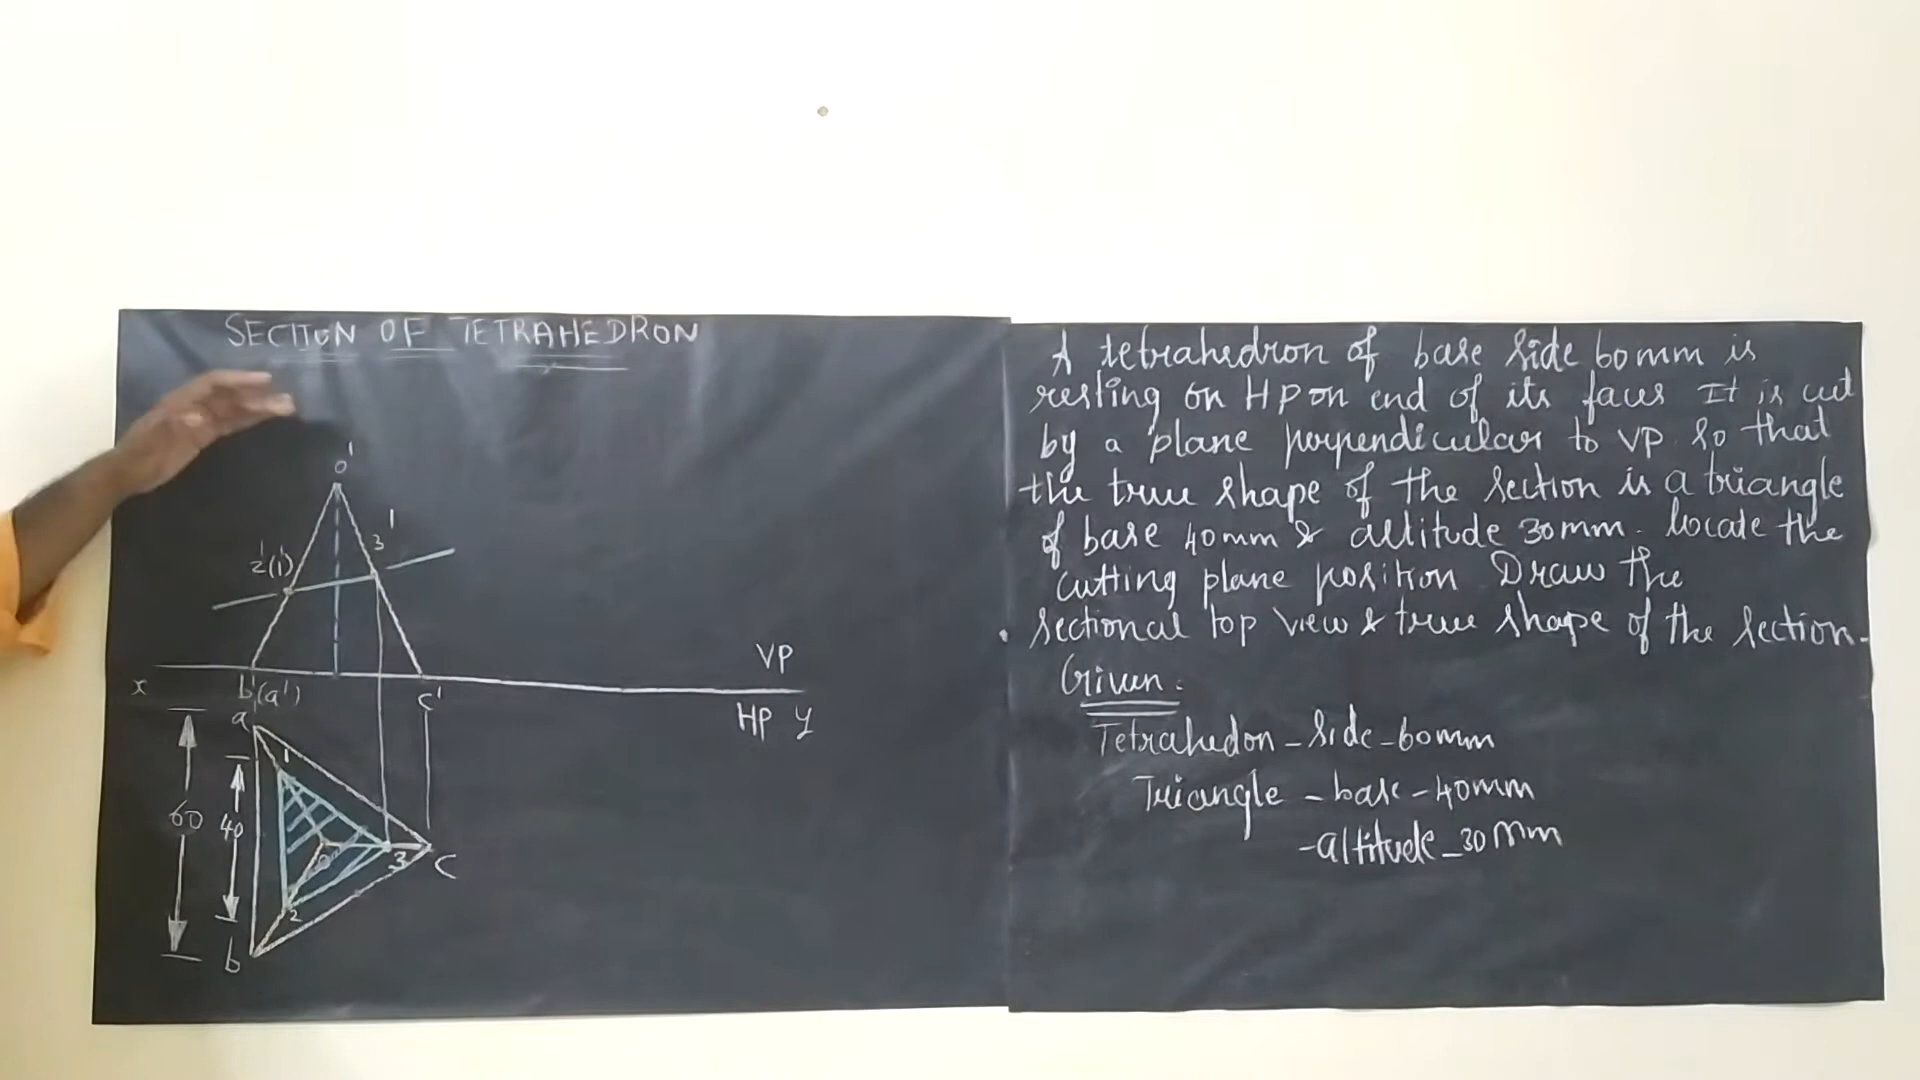 SECTION OF TETRAHEDRON
o'
3'
2'(1')
VP
x
b'(a')
c'
HP y
a
1
60
40
o
3
c
2
b
A tetrahedron of base side 60mm is
resting on HP on end of its faces It is cut
by a plane perpendicular to VP so that
the true shape of the section is a triangle
of base 40mm & altitude 30mm. locate the
cutting plane position Draw the
sectional top view & true shape of the section.
Given:
Tetrahedon - side - 60mm
Triangle - base - 40mm
- altitude - 30mm